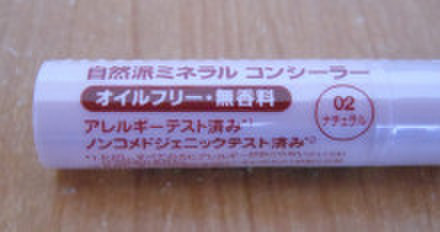 自然派ミネラル コンシーラー
オイルフリー・無香料
02
ナチュラル
アレルギーテスト済み*1
ノンコメドジェニックテスト済み*2